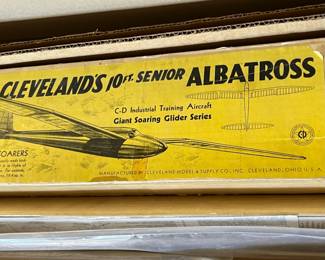 CLEVELAND'S 10 FT. SENIOR ALBATROSS
C-D Industrial Training Aircraft
Giant Soaring Glider Series
SOARERS
MANUFACTURED BY CLEVELAND MODEL & SUPPLY CO., INC. CLEVELAND, OHIO U.S.A.